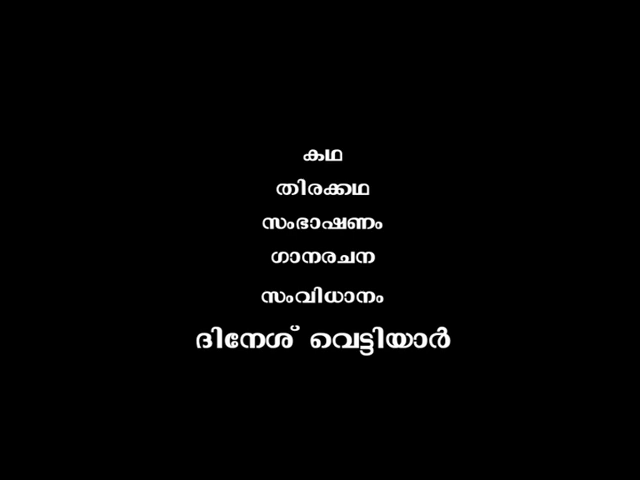 കഥ
തിരക്കഥ
സംഭാഷണം
ഗാനരചന
സംവിധാനം
ദിനേശ് വെട്ടിയാർ